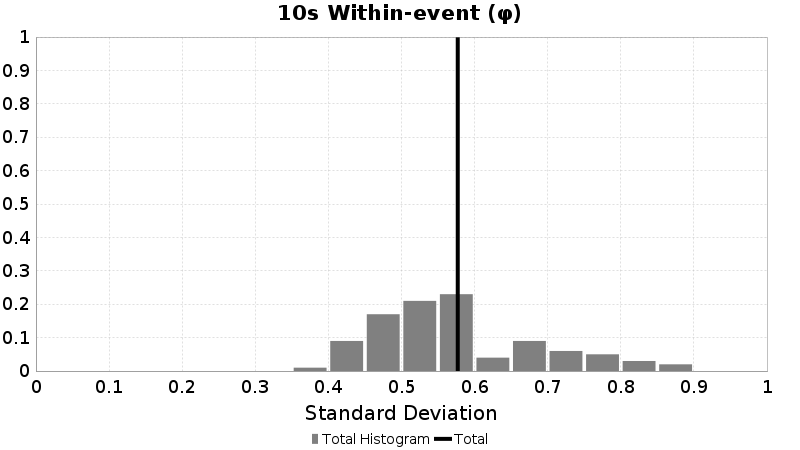 10s Within-event (φ)
1
0.9
0.8
0.7
0.6
0.5
0.4
0.3
0.2
0.1
0
0 0.1 0.2 0.3 0.4 0.5 0.6 0.7 0.8 0.9 1
Standard Deviation
Total Histogram Total